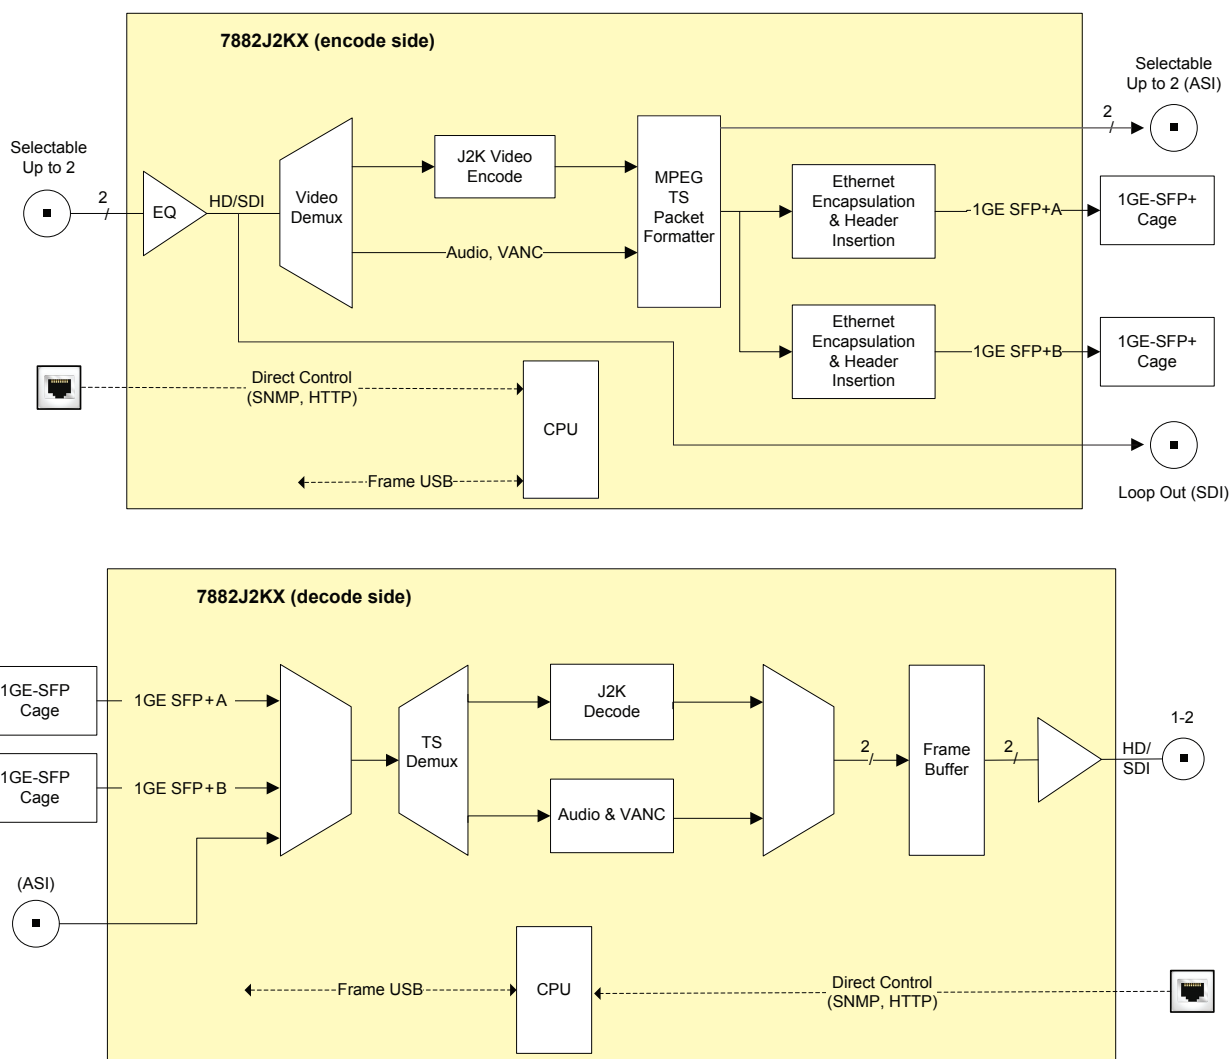 7882J2KX (encode side)
Selectable
Up to 2 (ASI)
2
Selectable
Up to 2
2
EQ
HD/SDI
Video
Demux
J2K Video
Encode
Audio, VANC
MPEG
TS
Packet
Formatter
Ethernet
Encapsulation
& Header
Insertion
1GE SFP+A
1GE-SFP+
Cage
Ethernet
Encapsulation
& Header
Insertion
1GE SFP+B
1GE-SFP+
Cage
Direct Control
(SNMP, HTTP)
CPU
Frame USB
Loop Out (SDI)
7882J2KX (decode side)
1GE-SFP
Cage
1GE SFP+A
1GE-SFP
Cage
1GE SFP+B
(ASI)
TS
Demux
J2K
Decode
Audio & VANC
2
Frame
Buffer
2
HD/
SDI
1-2
Frame USB
CPU
Direct Control
(SNMP, HTTP)